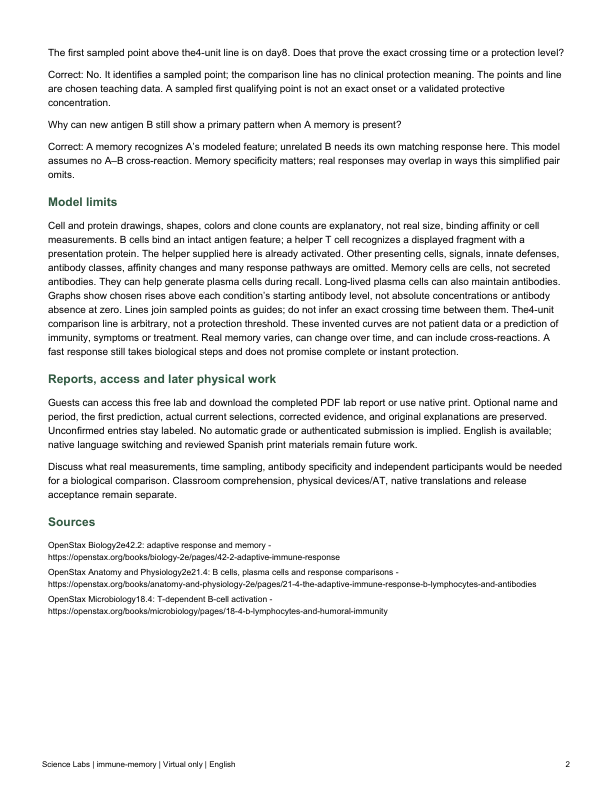 The first sampled point above the4-unit line is on day8. Does that prove the exact crossing time or a protection level?
Correct: No. It identifies a sampled point; the comparison line has no clinical protection meaning. The points and line
are chosen teaching data. A sampled first qualifying point is not an exact onset or a validated protective
concentration.
Why can new antigen B still show a primary pattern when A memory is present?
Correct: A memory recognizes A's modeled feature; unrelated B needs its own matching response here. This model
assumes no A–B cross-reaction. Memory specificity matters; real responses may overlap in ways this simplified pair
omits.
Model limits
Cell and protein drawings, shapes, colors and clone counts are explanatory, not real size, binding affinity or cell
measurements. B cells bind an intact antigen feature; a helper T cell recognizes a displayed fragment with a
presentation protein. The helper supplied here is already activated. Other presenting cells, signals, innate defenses,
antibody classes, affinity changes and many response pathways are omitted. Memory cells are cells, not secreted
antibodies. They can help generate plasma cells during recall. Long-lived plasma cells can also maintain antibodies.
Graphs show chosen rises above each condition's starting antibody level, not absolute concentrations or antibody
absence at zero. Lines join sampled points as guides; do not infer an exact crossing time between them. The4-unit
comparison line is arbitrary, not a protection threshold. These invented curves are not patient data or a prediction of
immunity, symptoms or treatment. Real memory varies, can change over time, and can include cross-reactions. A
fast response still takes biological steps and does not promise complete or instant protection.
Reports, access and later physical work
Guests can access this free lab and download the completed PDF lab report or use native print. Optional name and
period, the first prediction, actual current selections, corrected evidence, and original explanations are preserved.
Unconfirmed entries stay labeled. No automatic grade or authenticated submission is implied. English is available;
native language switching and reviewed Spanish print materials remain future work.
Discuss what real measurements, time sampling, antibody specificity and independent participants would be needed
for a biological comparison. Classroom comprehension, physical devices/AT, native translations and release
acceptance remain separate.
Sources
OpenStax Biology2e42.2: adaptive response and memory -
https://openstax.org/books/biology-2e/pages/42-2-adaptive-immune-response
OpenStax Anatomy and Physiology2e21.4: B cells, plasma cells and response comparisons -
https://openstax.org/books/anatomy-and-physiology-2e/pages/21-4-the-adaptive-immune-response-b-lymphocytes-and-antibodies
OpenStax Microbiology18.4: T-dependent B-cell activation -
https://openstax.org/books/microbiology/pages/18-4-b-lymphocytes-and-humoral-immunity
Science Labs | immune-memory | Virtual only | English
2